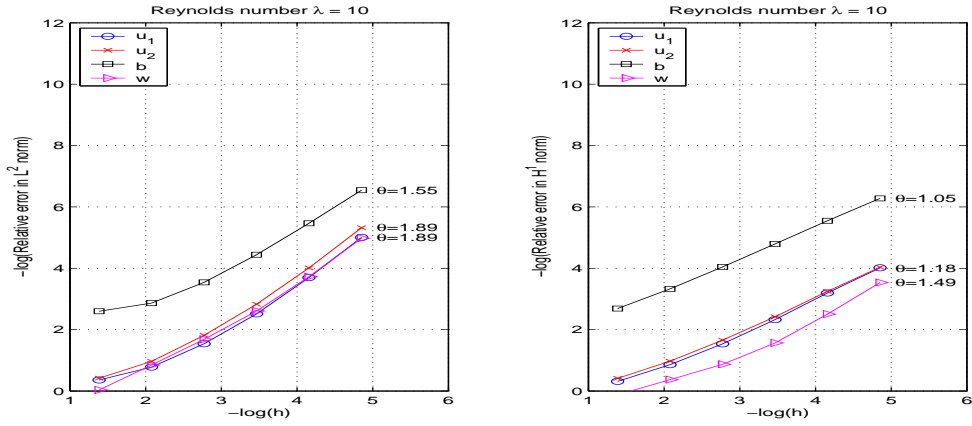 Reynolds number λ = 10
12
10
8
6
4
2
0
1
2
3
4
5
6
−log(h)
−log(Relative error in L² norm)
u₁
u₂
b
w
θ=1.55
θ=1.89
θ=1.89
Reynolds number λ = 10
12
10
8
6
4
2
0
1
2
3
4
5
6
−log(h)
−log(Relative error in H¹ norm)
u₁
u₂
b
w
θ=1.05
θ=1.18
θ=1.49